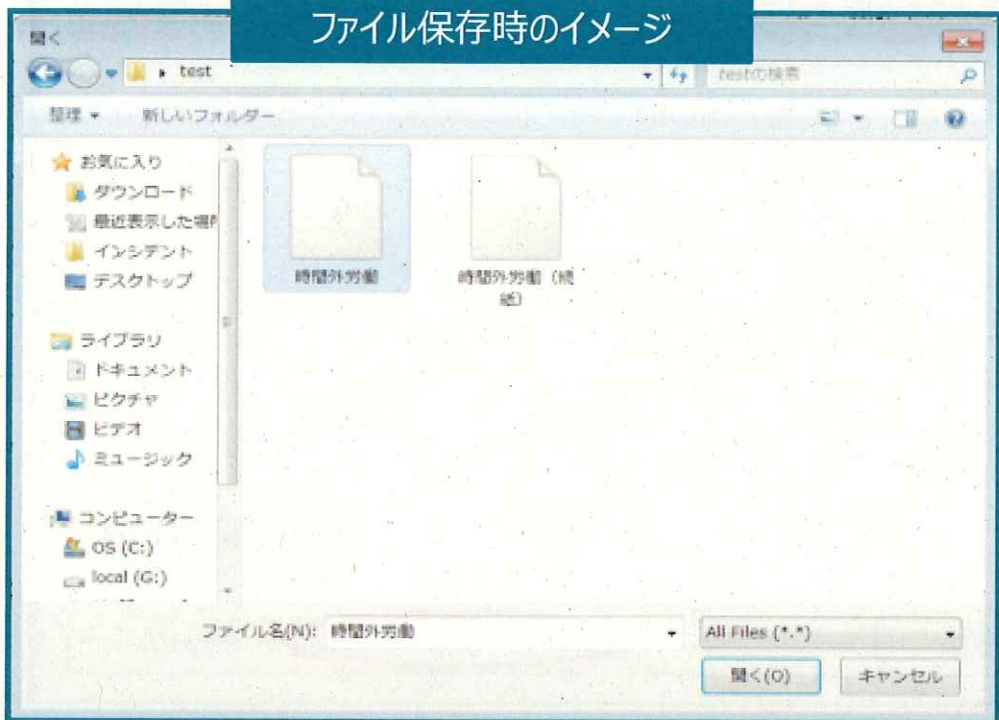 ファイル保存時のイメージ
開く
test
testの検索
整理
新しいフォルダー
お気に入り
ダウンロード
最近表示した場所
インシデント
デスクトップ
ライブラリ
ドキュメント
ピクチャ
ビデオ
ミュージック
コンピューター
OS (C:)
local (G:)
時間外労働
時間外労働（続
紙）
ファイル名(N):
時間外労働
All Files (*.*)
開く(O)
キャンセル